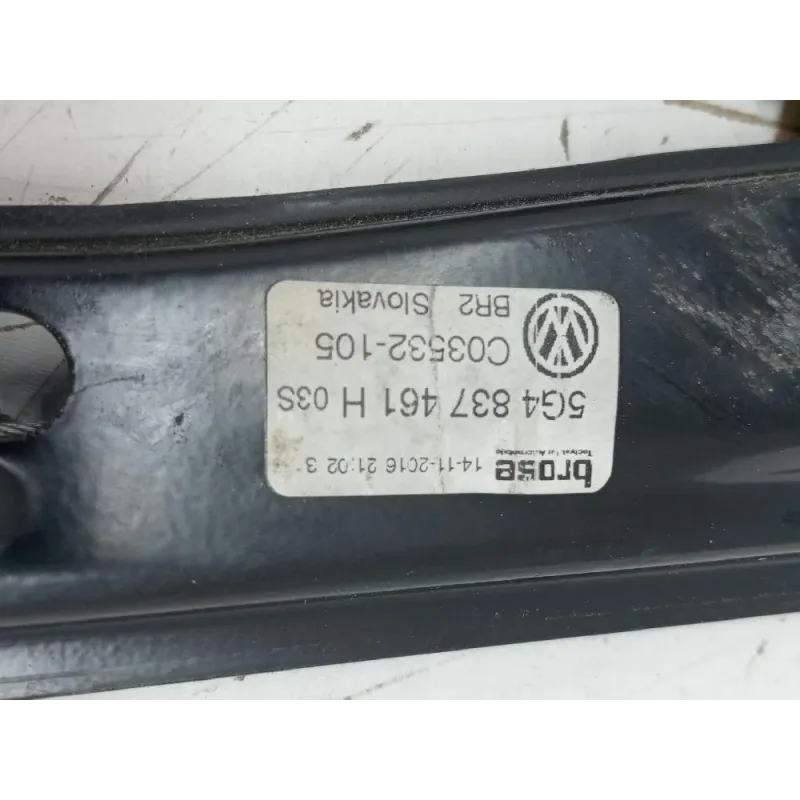 brose 14-11-2016 21:02 3
5G4 837 461 H 03S
C03532-105
BR2 Slovakia